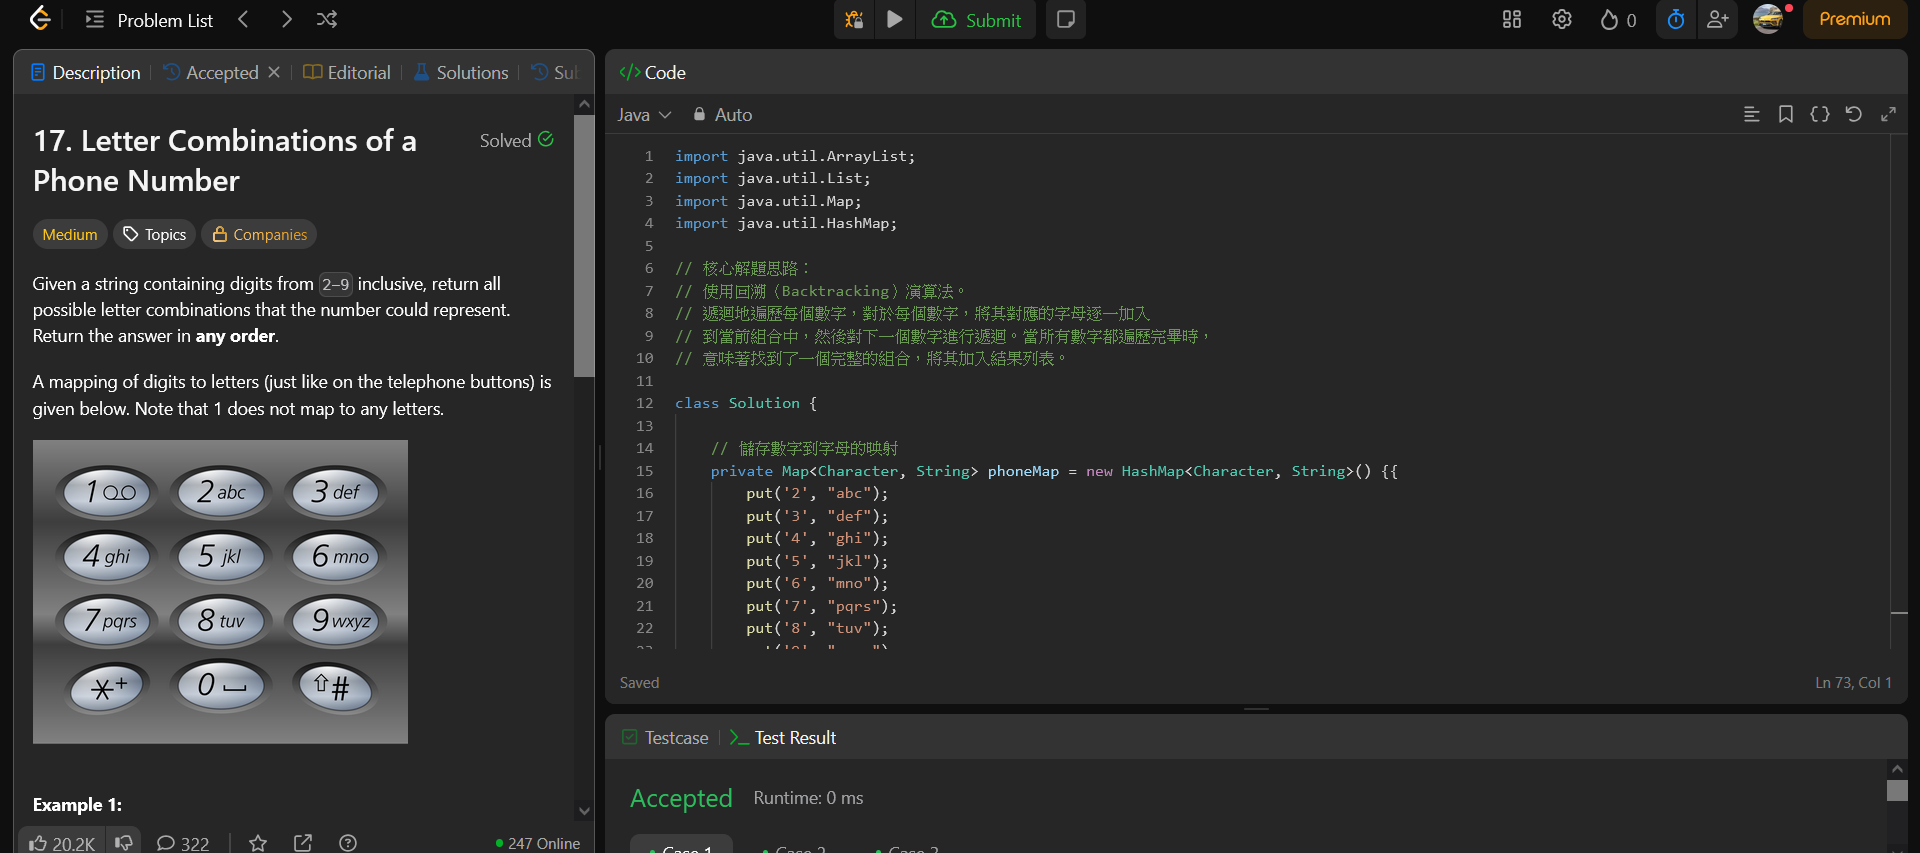 Problem List
Submit
0
Premium
Description
Accepted
Editorial
Solutions
Sub
17. Letter Combinations of a
Phone Number
Solved
Medium
Topics
Companies
Given a string containing digits from 2-9 inclusive, return all
possible letter combinations that the number could represent.
Return the answer in any order.
A mapping of digits to letters (just like on the telephone buttons) is
given below. Note that 1 does not map to any letters.
1 2 abc 3 def
4 ghi 5 jkl 6 mno
7 pqrs 8 tuv 9 wxyz
*+ 0 #
Example 1:
20.2K
322
247 Online
</> Code
Java
Auto
1 import java.util.ArrayList;
2 import java.util.List;
3 import java.util.Map;
4 import java.util.HashMap;
5
6 // 核心解題思路：
7 // 使用回溯（Backtracking）演算法。
8 // 遞迴地遍歷每個數字，對於每個數字，將其對應的字母逐一加入
9 // 到當前組合中，然後對下一個數字進行遞迴。當所有數字都遍歷完畢時，
10 // 意味著找到了一個完整的組合，將其加入結果列表。
11
12 class Solution {
13
14 // 儲存數字到字母的映射
15 private Map<Character, String> phoneMap = new HashMap<Character, String>() {{
16 put('2', "abc");
17 put('3', "def");
18 put('4', "ghi");
19 put('5', "jkl");
20 put('6', "mno");
21 put('7', "pqrs");
22 put('8', "tuv");
Saved
Ln 73, Col 1
Testcase
Test Result
Accepted
Runtime: 0 ms
Case 1
Case 2
Case 3